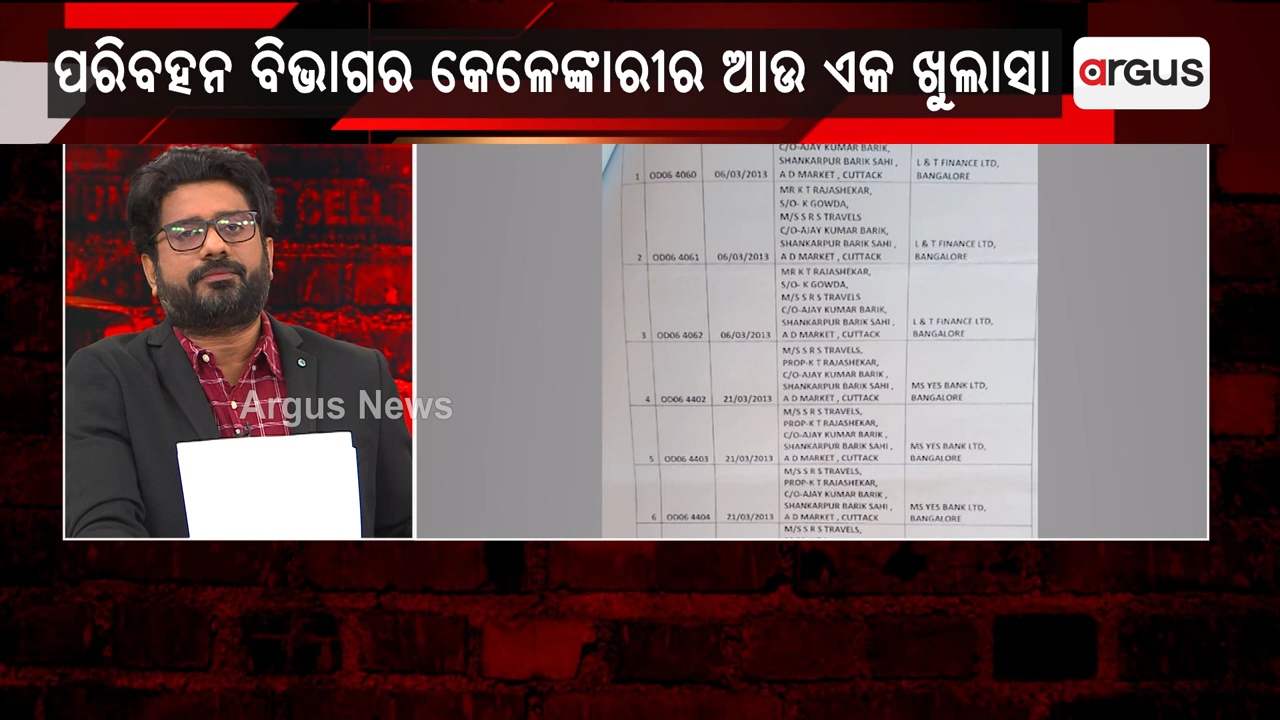 ପରିବହନ ବିଭାଗର କେଳେଙ୍କାରୀର ଆଉ ଏକ ଖୁଲାସା
argus
CELL
Argus News
C/O-AJAY KUMAR BARIK,
SHANKARPUR BARIK SAHI , L & T FINANCE LTD,
1 OD06 4060 06/03/2013 A D MARKET , CUTTACK BANGALORE
MR K T RAJASHEKAR,
S/O- K GOWDA,
M/S S R S TRAVELS
C/O-AJAY KUMAR BARIK,
SHANKARPUR BARIK SAHI , L & T FINANCE LTD,
2 OD06 4061 06/03/2013 A D MARKET , CUTTACK BANGALORE
MR K T RAJASHEKAR,
S/O- K GOWDA,
M/S S R S TRAVELS
C/O-AJAY KUMAR BARIK,
SHANKARPUR BARIK SAHI , L & T FINANCE LTD,
3 OD06 4062 06/03/2013 A D MARKET , CUTTACK BANGALORE
M/S S R S TRAVELS,
PROP-K T RAJASHEKAR,
C/O-AJAY KUMAR BARIK ,
SHANKARPUR BARIK SAHI , MS YES BANK LTD,
4 OD06 4402 21/03/2013 A D MARKET , CUTTACK BANGALORE
M/S S R S TRAVELS,
PROP-K T RAJASHEKAR,
C/O-AJAY KUMAR BARIK ,
SHANKARPUR BARIK SAHI , MS YES BANK LTD,
5 OD06 4403 21/03/2013 A D MARKET , CUTTACK BANGALORE
M/S S R S TRAVELS,
PROP-K T RAJASHEKAR,
C/O-AJAY KUMAR BARIK ,
SHANKARPUR BARIK SAHI , MS YES BANK LTD,
6 OD06 4404 21/03/2013 A D MARKET , CUTTACK BANGALORE
M/S S R S TRAVELS,